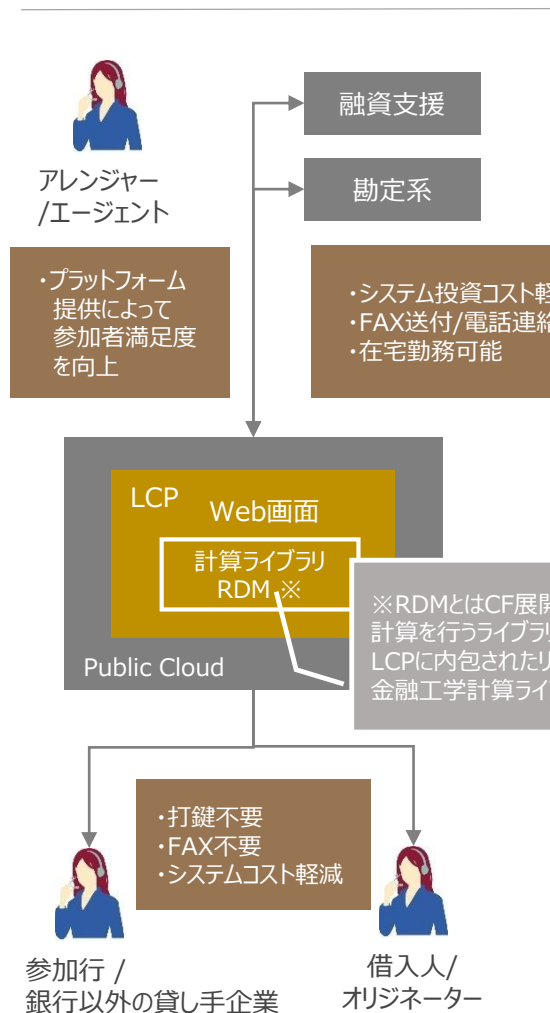 融資支援
勘定系
アレンジャー
/エージェント
・プラットフォーム
提供によって
参加者満足度
を向上
・システム投資コスト軽
・FAX送付/電話連絡
・在宅勤務可能
LCP
Web画面
計算ライブラリ
RDM ※
※RDMとはCF展開
計算を行うライブラリ
LCPに内包されたリ
金融工学計算ライ
Public Cloud
・打鍵不要
・FAX不要
・システムコスト軽減
参加行 /
銀行以外の貸し手企業
借入人/
オリジネーター